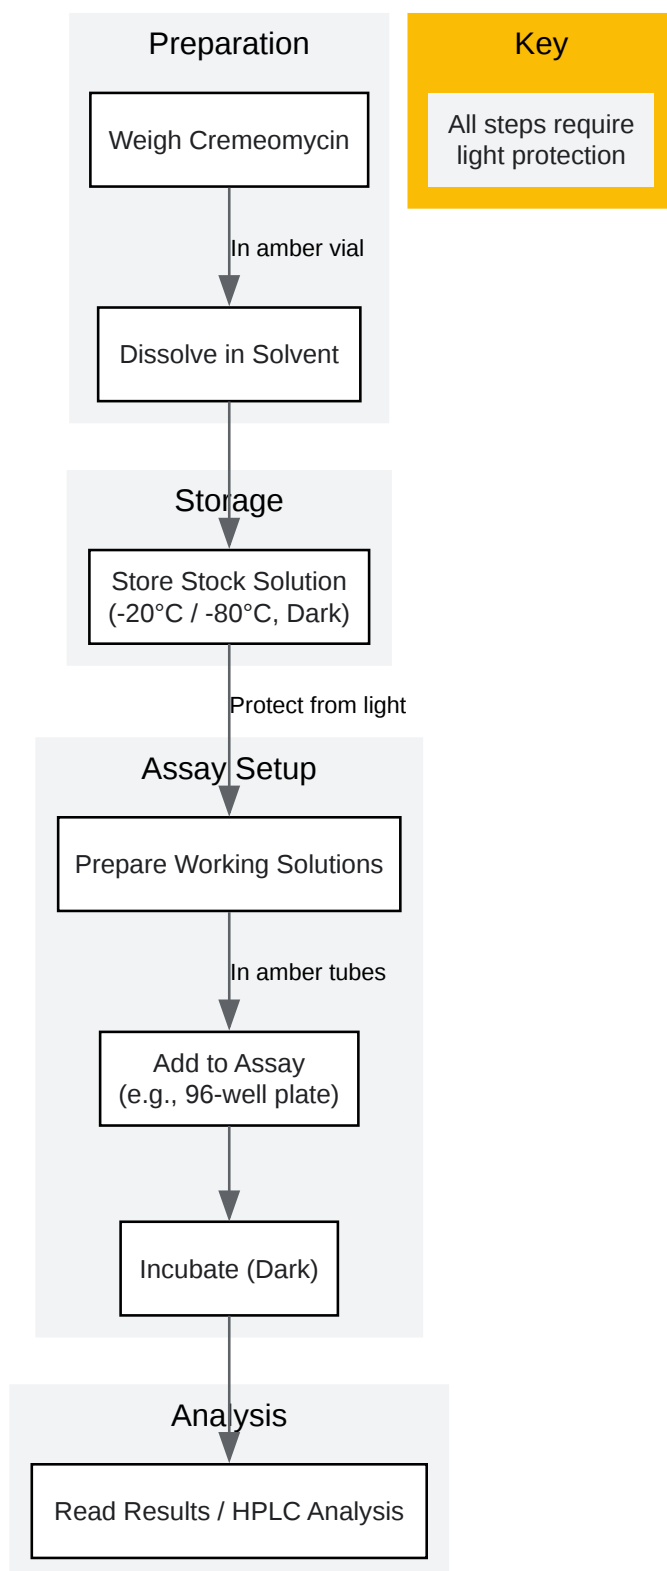 Preparation
Weigh Cremeomycin
In amber vial
Dissolve in Solvent
Key
All steps require
light protection
Storage
Store Stock Solution
(-20°C / -80°C, Dark)
Protect from light
Assay Setup
Prepare Working Solutions
In amber tubes
Add to Assay
(e.g., 96-well plate)
Incubate (Dark)
Analysis
Read Results / HPLC Analysis